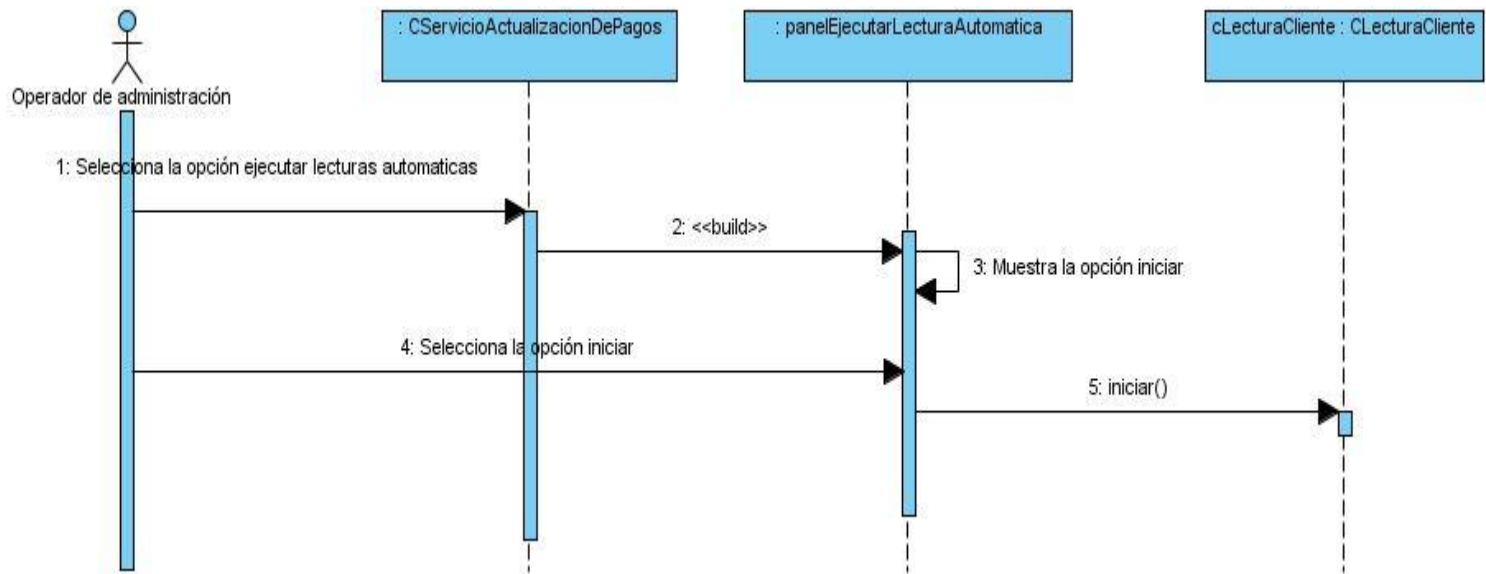 : CServicioActualizacionDePagos
: panelEjecutarLecturaAutomatica
cLecturaCliente : CLecturaCliente
Operador de administración
1: Selecciona la opción ejecutar lecturas automaticas
2: <<build>>
3: Muestra la opción iniciar
4: Selecciona la opción iniciar
5: iniciar()